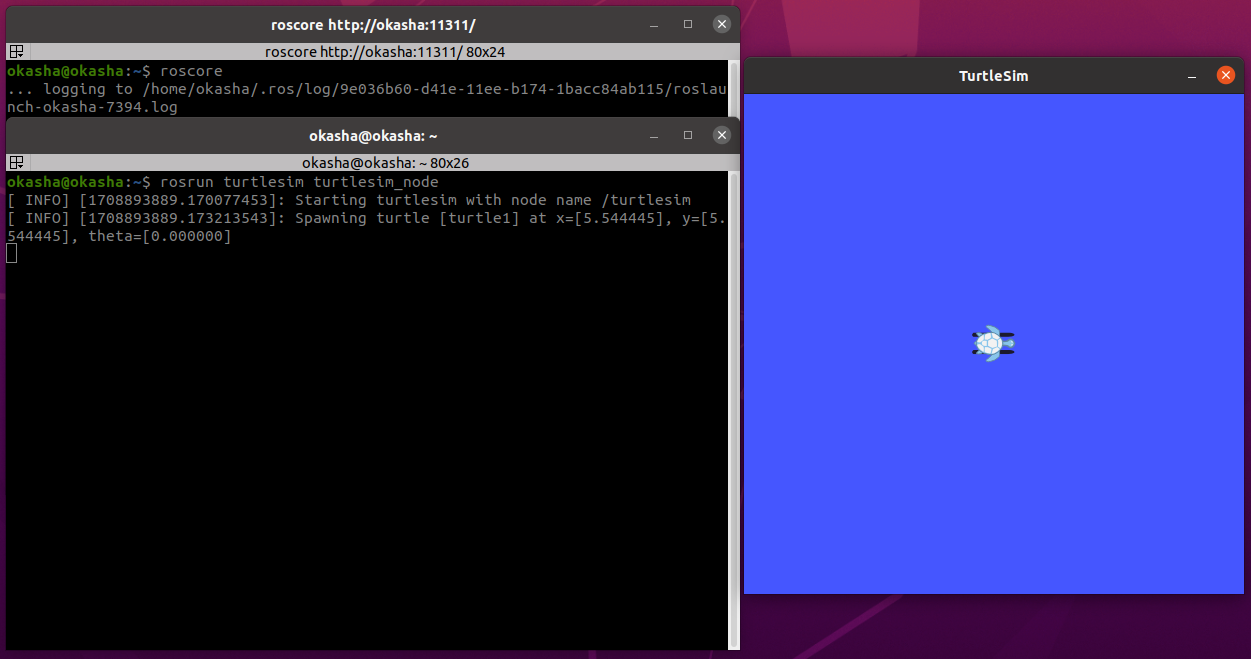 roscore http://okasha:11311/
roscore http://okasha:11311/ 80x24
okasha@okasha:~$ roscore
... logging to /home/okasha/.ros/log/9e036b60-d41e-11ee-b174-1bacc84ab115/roslau
nch-okasha-7394.log
okasha@okasha: ~
okasha@okasha: ~ 80x26
okasha@okasha:~$ rosrun turtlesim turtlesim_node
[ INFO] [1708893889.170077453]: Starting turtlesim with node name /turtlesim
[ INFO] [1708893889.173213543]: Spawning turtle [turtle1] at x=[5.544445], y=[5.
544445], theta=[0.000000]
TurtleSim